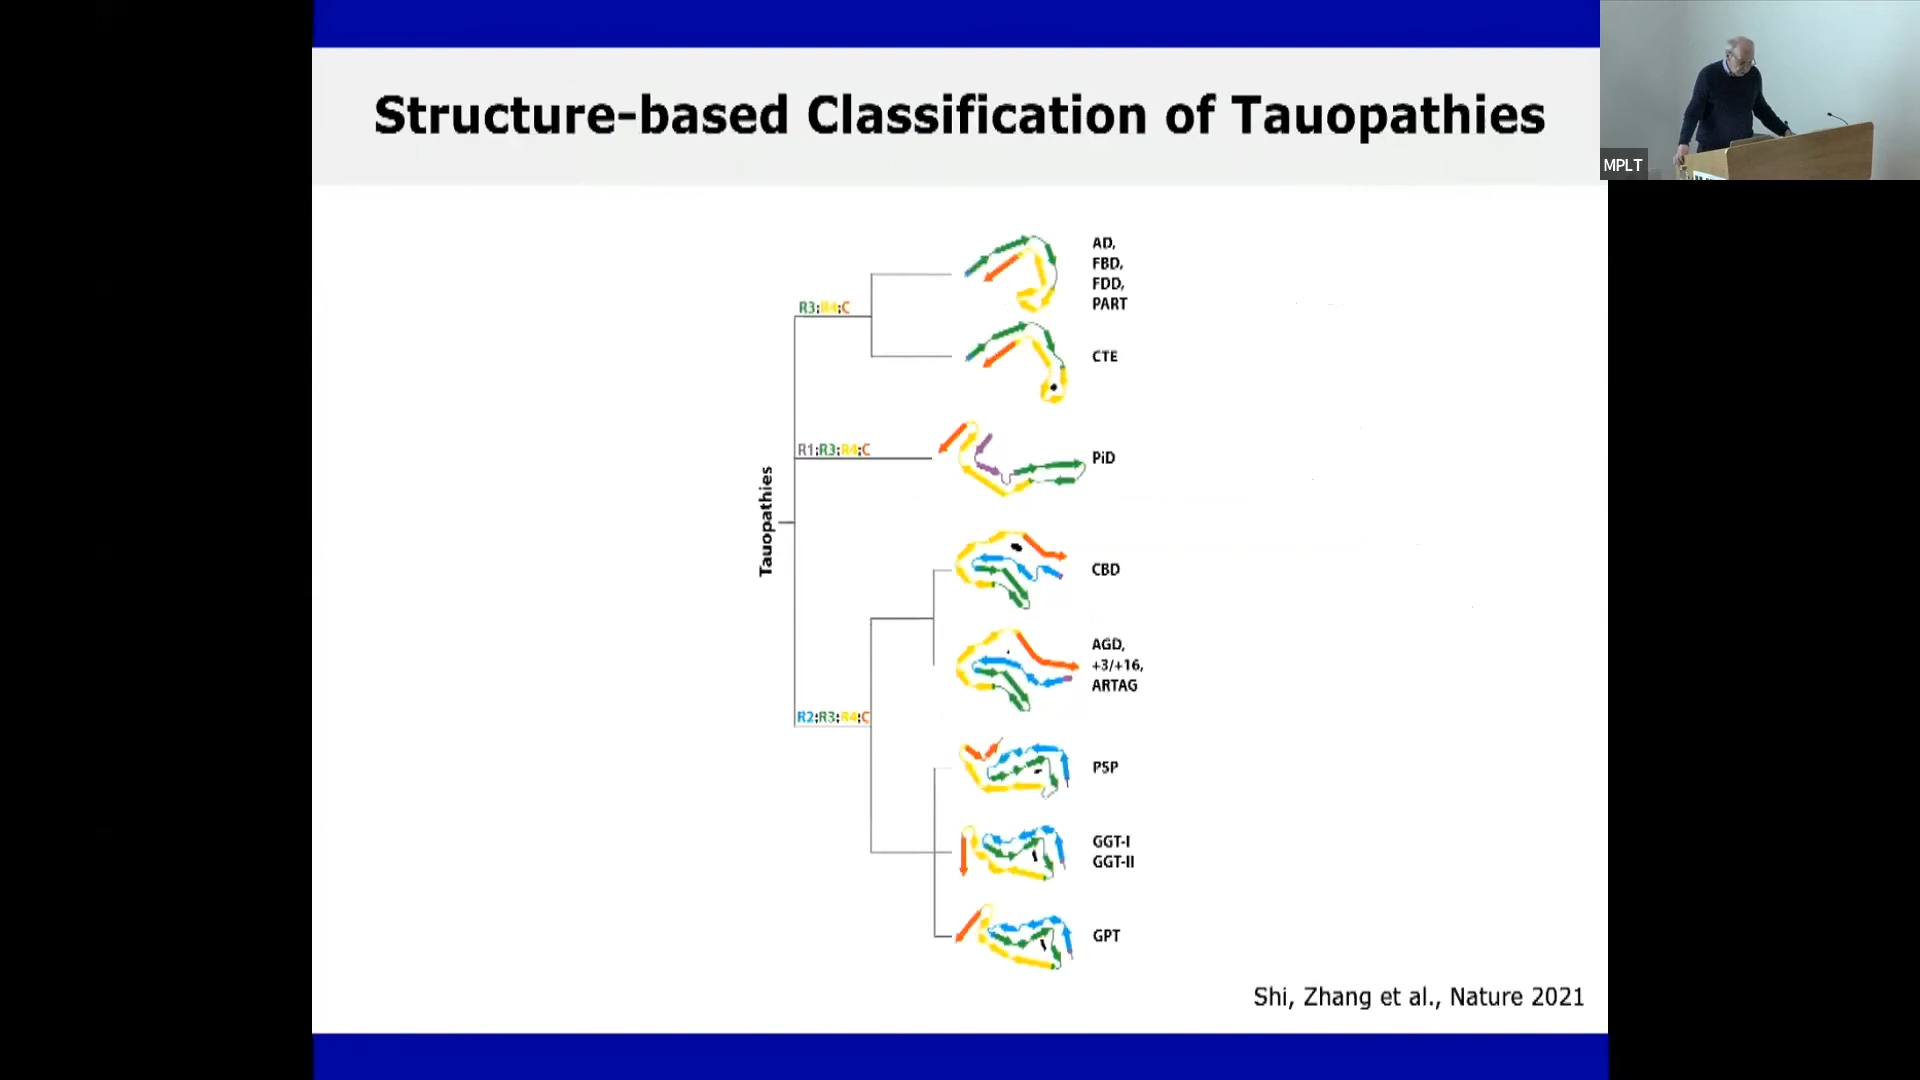 Structure-based Classification of Tauopathies
MPLT
Tauopathies
R3:R4:C
AD,
FBD,
FDD,
PART
CTE
R1:R3:R4:C
PiD
R2:R3:R4:C
CBD
AGD,
+3/+16,
ARTAG
PSP
GGT-I
GGT-II
GPT
Shi, Zhang et al., Nature 2021